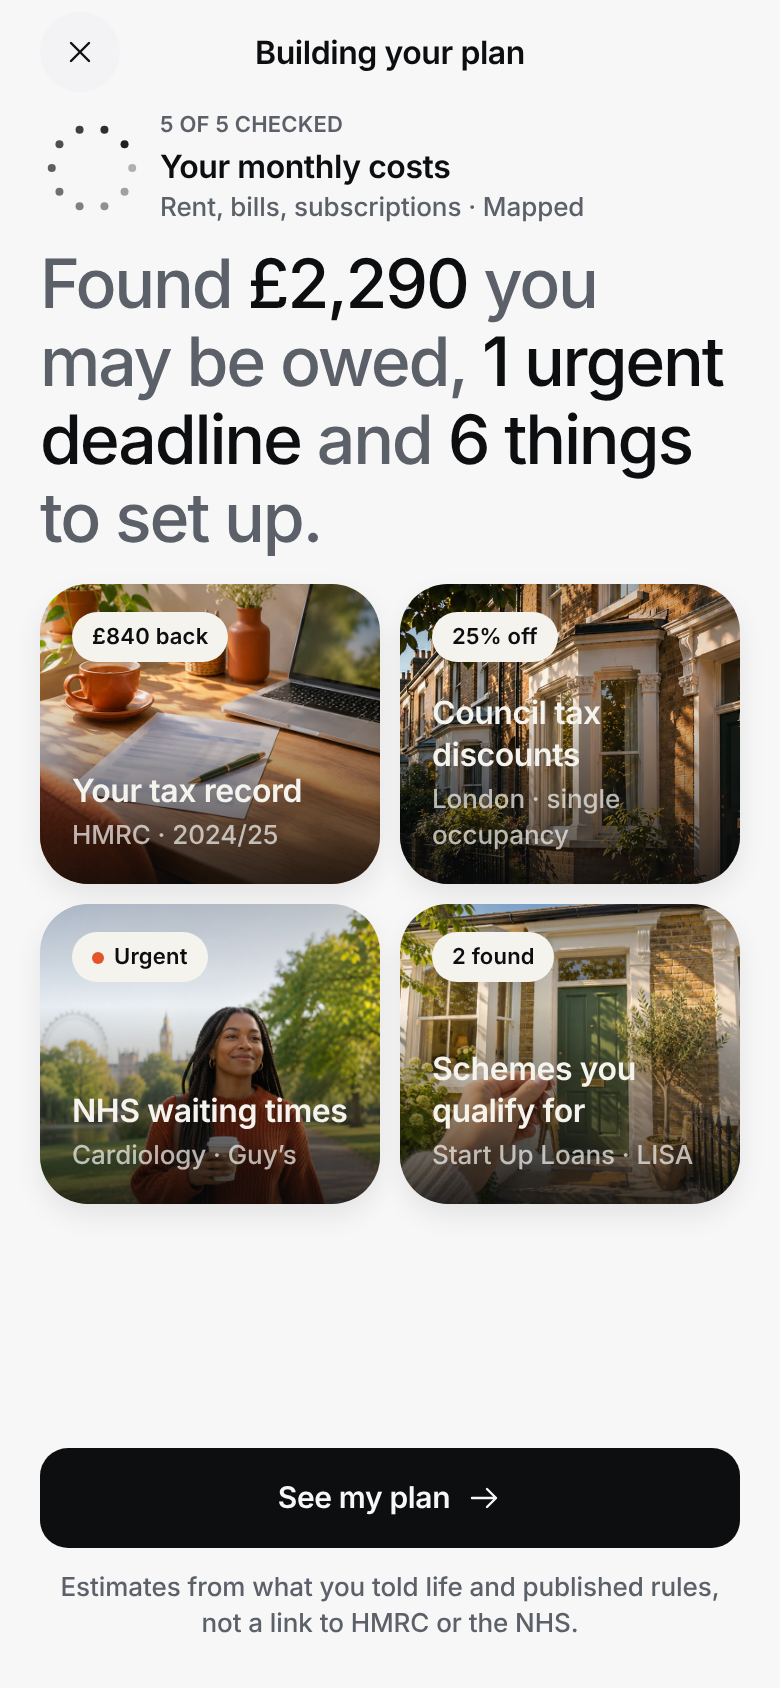 Building your plan
5 OF 5 CHECKED
Your monthly costs
Rent, bills, subscriptions · Mapped
Found £2,290 you
may be owed, 1 urgent
deadline and 6 things
to set up.
£840 back
Your tax record
HMRC · 2024/25
25% off
Council tax
discounts
London · single
occupancy
Urgent
NHS waiting times
Cardiology · Guy’s
2 found
Schemes you
qualify for
Start Up Loans · LISA
See my plan →
Estimates from what you told life and published rules,
not a link to HMRC or the NHS.